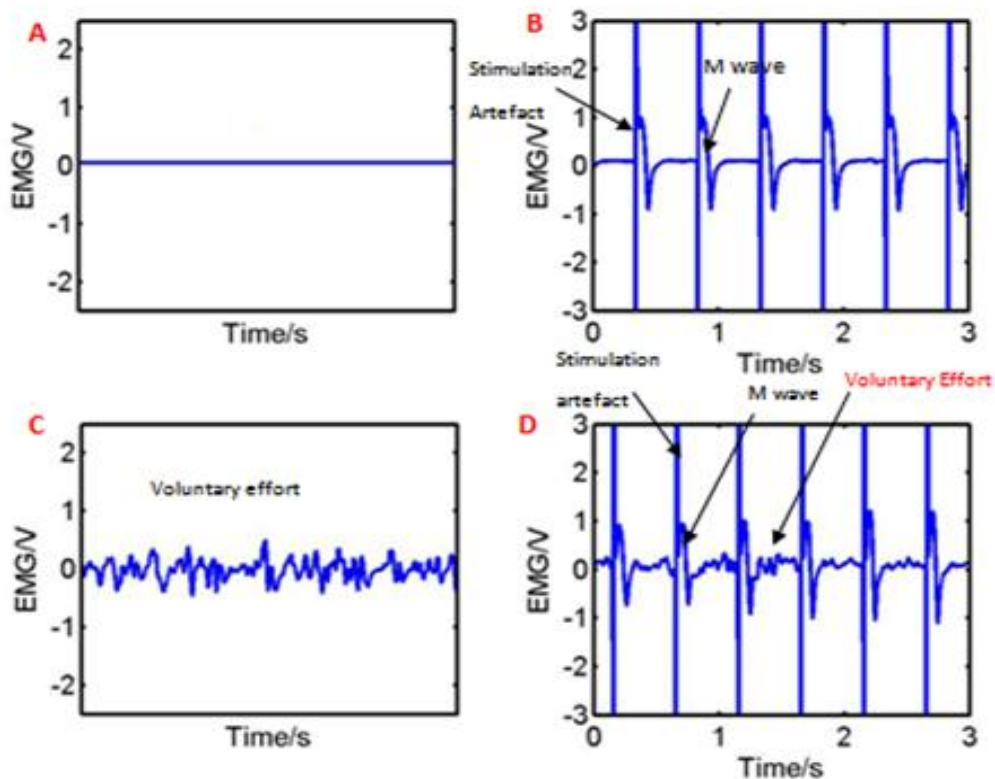 A
2
1
0
-1
-2
EMG/V
Time/s
B
Stimulation
Artefact
M wave
3
2
1
0
-1
-2
-3
EMG/V
0 1 2 3
Time/s
C
Voluntary effort
2
1
0
-1
-2
EMG/V
Time/s
D
Stimulation
artefact
M wave
Voluntary Effort
3
2
1
0
-1
-2
-3
EMG/V
0 1 2 3
Time/s